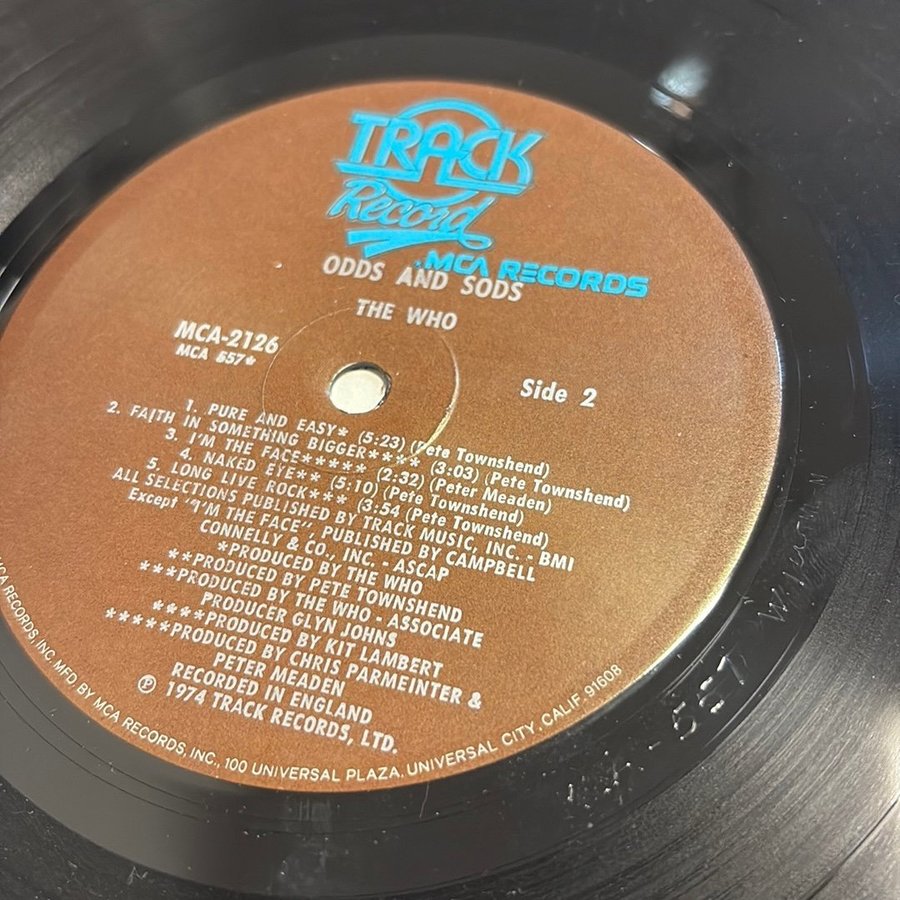 TRACK
Record
MCA RECORDS
ODDS AND SODS
THE WHO
MCA-2126
MCA 557*
Side 2
1. PURE AND EASY* (5:23) (Pete Townshend)
2. FAITH IN SOMETHING BIGGER**** (3:03) (Pete Townshend)
3. I'M THE FACE***** (2:32) (Peter Meaden)
4. NAKED EYE** (5:10) (Pete Townshend)
5. LONG LIVE ROCK*** (3:54 (Pete Townshend)
ALL SELECTIONS PUBLISHED BY TRACK MUSIC, INC. - BMI
Except "I'M THE FACE", PUBLISHED BY CAMPBELL
CONNELLY & CO., INC. - ASCAP
*PRODUCED BY THE WHO
**PRODUCED BY PETE TOWNSHEND
***PRODUCED BY THE WHO - ASSOCIATE
PRODUCER GLYN JOHNS
****PRODUCED BY KIT LAMBERT
*****PRODUCED BY CHRIS PARMEINTER &
PETER MEADEN
RECORDED IN ENGLAND
℗ 1974 TRACK RECORDS, LTD.
MCA RECORDS, INC. MFD BY MCA RECORDS, INC., 100 UNIVERSAL PLAZA, UNIVERSAL CITY, CALIF. 91608